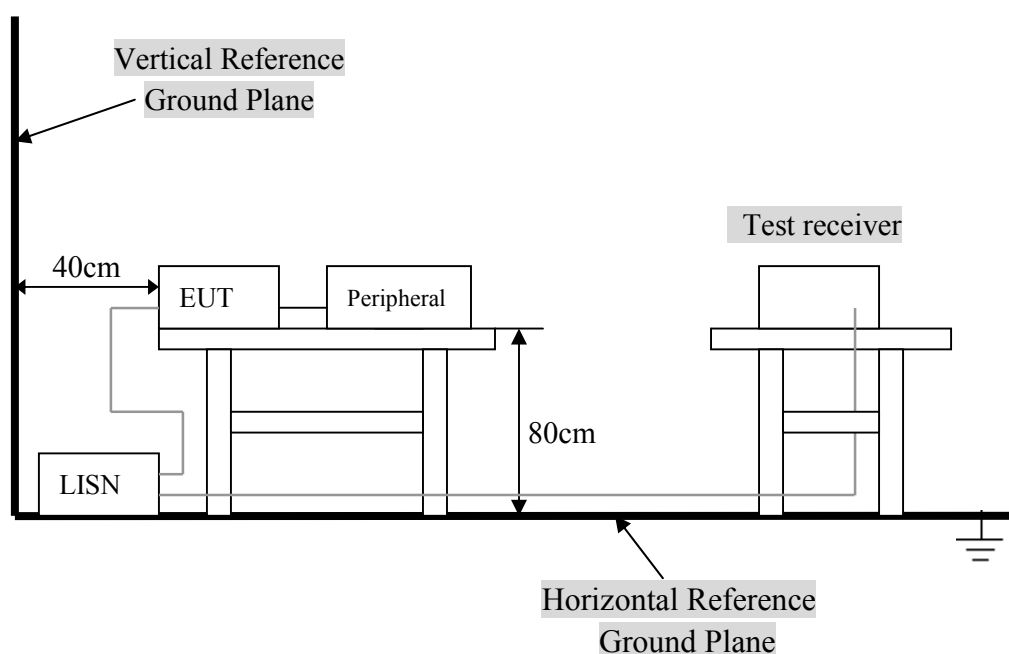 Vertical Reference
Ground Plane
Test receiver
40cm
EUT
Peripheral
80cm
LISN
Horizontal Reference
Ground Plane